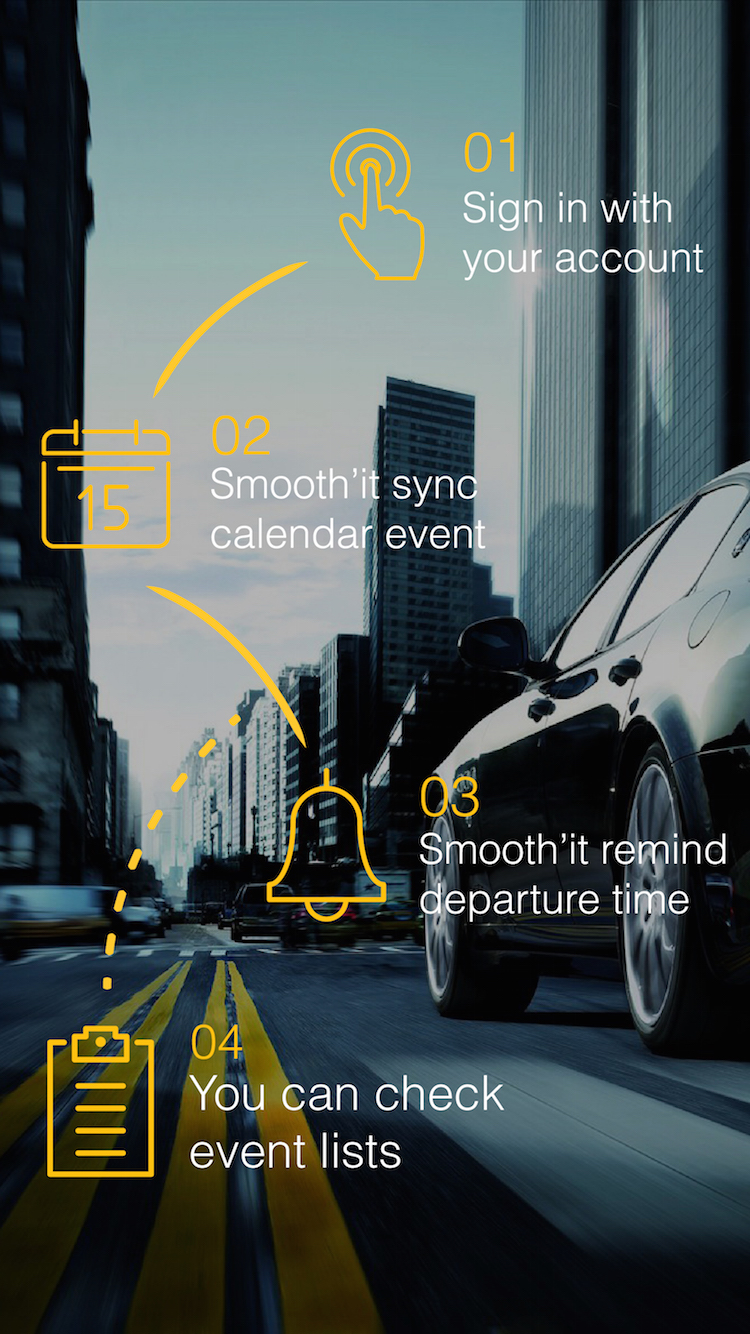 01
Sign in with
your account
02
Smooth'it sync
calendar event
15
03
Smooth'it remind
departure time
04
You can check
event lists